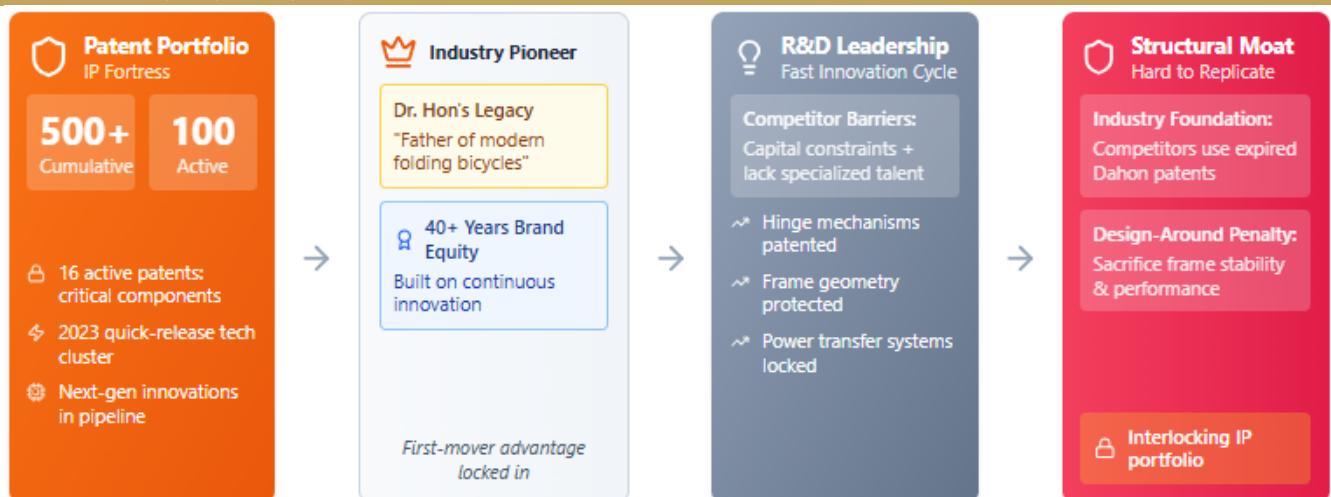 Patent Portfolio
IP Fortress
500+
Cumulative
100
Active
16 active patents:
critical components
2023 quick-release tech
cluster
Next-gen innovations
in pipeline
Industry Pioneer
Dr. Hon's Legacy
"Father of modern
folding bicycles"
40+ Years Brand
Equity
Built on continuous
innovation
First-mover advantage
locked in
R&D Leadership
Fast Innovation Cycle
Competitor Barriers:
Capital constraints +
lack specialized talent
Hinge mechanisms
patented
Frame geometry
protected
Power transfer systems
locked
Structural Moat
Hard to Replicate
Industry Foundation:
Competitors use expired
Dahon patents
Design-Around Penalty:
Sacrifice frame stability
& performance
Interlocking IP
portfolio